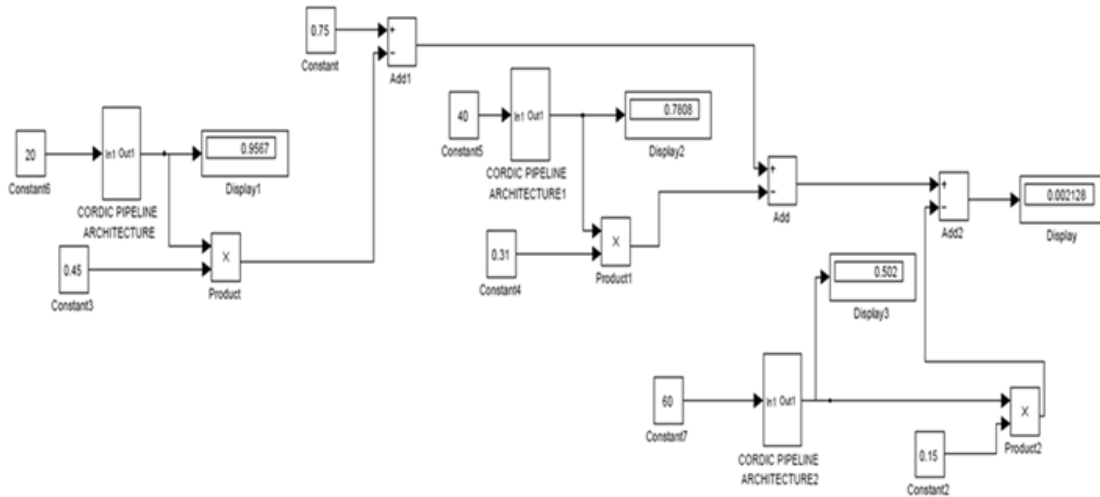 0.75
Constant
+
−
Add1
20
Constant6
In1 Out1
CORDIC PIPELINE
ARCHITECTURE
0.9567
Display1
0.45
Constant3
X
Product
40
Constant5
In1 Out1
CORDIC PIPELINE
ARCHITECTURE1
0.7808
Display2
0.31
Constant4
X
Product1
+
−
Add
+
−
Add2
0.002128
Display
0.502
Display3
60
Constant7
In1 Out1
CORDIC PIPELINE
ARCHITECTURE2
0.15
Constant2
X
Product2